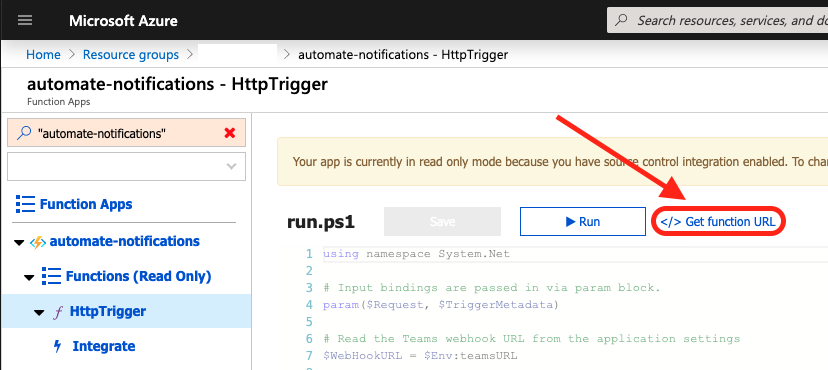 Microsoft Azure
Search resources, services, and do
Home > Resource groups > > automate-notifications - HttpTrigger
automate-notifications - HttpTrigger
Function Apps
"automate-notifications"
Function Apps
automate-notifications
Functions (Read Only)
HttpTrigger
Integrate
Your app is currently in read only mode because you have source control integration enabled. To chan
run.ps1
Save
Run
</> Get function URL
1 using namespace System.Net
2
3 # Input bindings are passed in via param block.
4 param($Request, $TriggerMetadata)
5
6 # Read the Teams webhook URL from the application settings
7 $WebHookURL = $Env:teamsURL